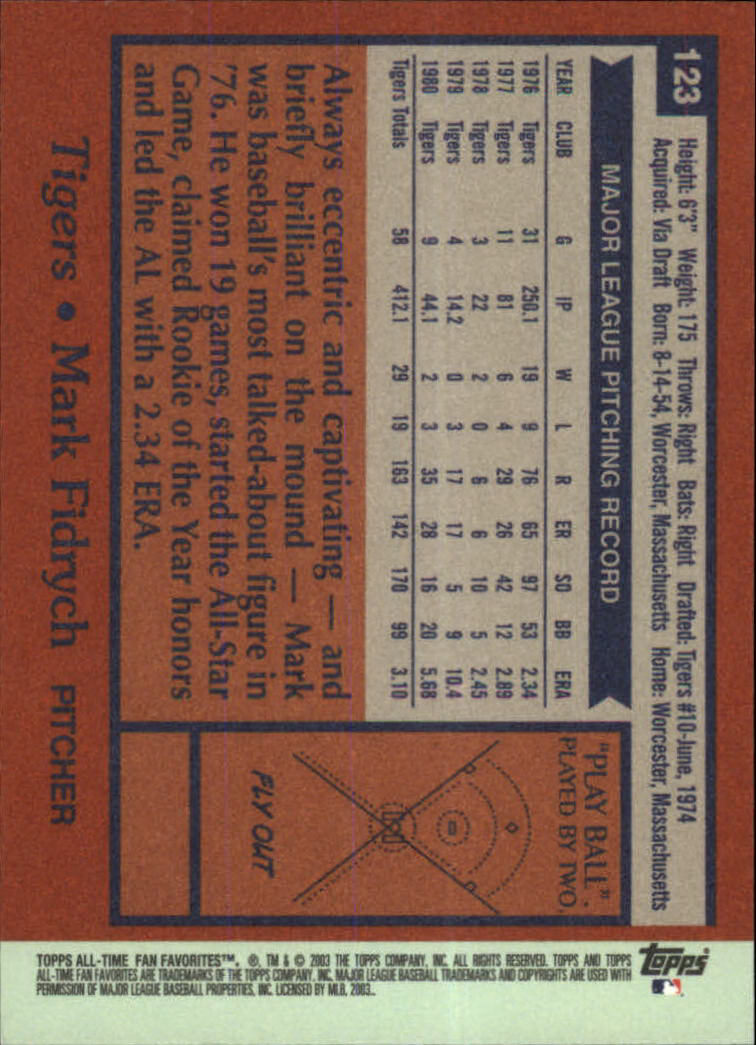 123
Height: 6'3" Weight: 175 Throws: Right Bats: Right Drafted: Tigers #10-June, 1974
Acquired: Via Draft Born: 8-14-54, Worcester, Massachusetts Home: Worcester, Massachusetts
MAJOR LEAGUE PITCHING RECORD
YEAR CLUB G IP W L R ER SO BB ERA
1976 Tigers 31 250.1 19 9 76 65 97 53 2.34
1977 Tigers 11 81 6 4 29 26 42 12 2.89
1978 Tigers 3 22 2 0 6 6 10 5 2.45
1979 Tigers 4 14.2 0 3 17 17 5 9 10.4
1980 Tigers 9 44.1 2 3 35 28 16 20 5.68
Tigers Totals 58 412.1 29 19 163 142 170 99 3.10
Always eccentric and captivating — and
briefly brilliant on the mound — Mark
was baseball's most talked-about figure in
'76. He won 19 games, started the All-Star
Game, claimed Rookie of the Year honors
and led the AL with a 2.34 ERA.
"PLAY BALL".
PLAYED BY TWO,
FLY OUT
Tigers • Mark Fidrych PITCHER
topps
TOPPS ALL-TIME FAN FAVORITES™. ®, TM & © 2003 THE TOPPS COMPANY, INC. ALL RIGHTS RESERVED. TOPPS AND TOPPS
ALL-TIME FAN FAVORITES ARE TRADEMARKS OF THE TOPPS COMPANY, INC. MAJOR LEAGUE BASEBALL TRADEMARKS AND COPYRIGHTS ARE USED WITH
PERMISSION OF MAJOR LEAGUE BASEBALL PROPERTIES, INC. LICENSED BY MLB, 2003..